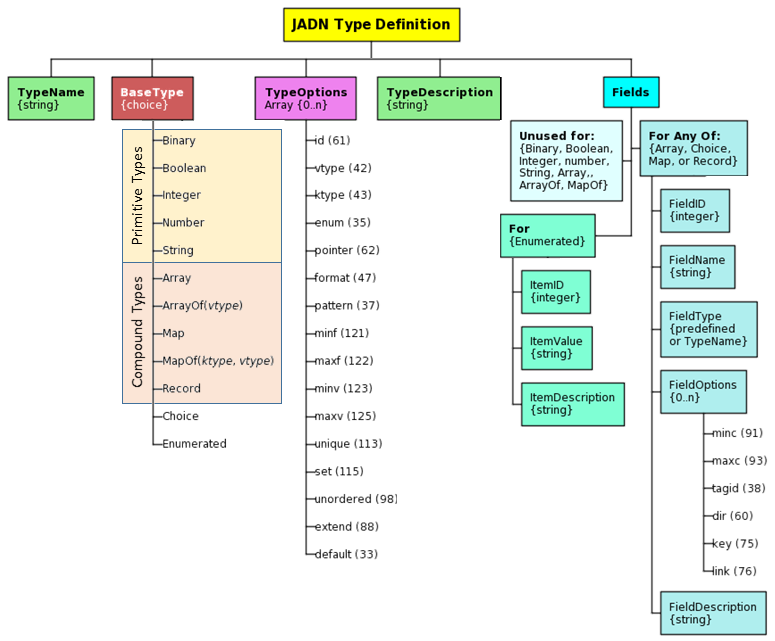 JADN Type Definition
TypeName
{string}
BaseType
{choice}
TypeOptions
Array {0..n}
TypeDescription
{string}
Fields
Primitive Types
Binary
Boolean
Integer
Number
String
Compound Types
Array
ArrayOf(vtype)
Map
MapOf(ktype, vtype)
Record
Choice
Enumerated
id (61)
vtype (42)
ktype (43)
enum (35)
pointer (62)
format (47)
pattern (37)
minf (121)
maxf (122)
minv (123)
maxv (125)
unique (113)
set (115)
unordered (98)
extend (88)
default (33)
Unused for:
{Binary, Boolean,
Integer, number,
String, Array,,
ArrayOf, MapOf}
For
{Enumerated}
ItemID
{integer}
ItemValue
{string}
ItemDescription
{string}
For Any Of:
{Array, Choice,
Map, or Record}
FieldID
{integer}
FieldName
{string}
FieldType
{predefined
or TypeName}
FieldOptions
{0..n}
minc (91)
maxc (93)
tagid (38)
dir (60)
key (75)
link (76)
FieldDescription
{string}